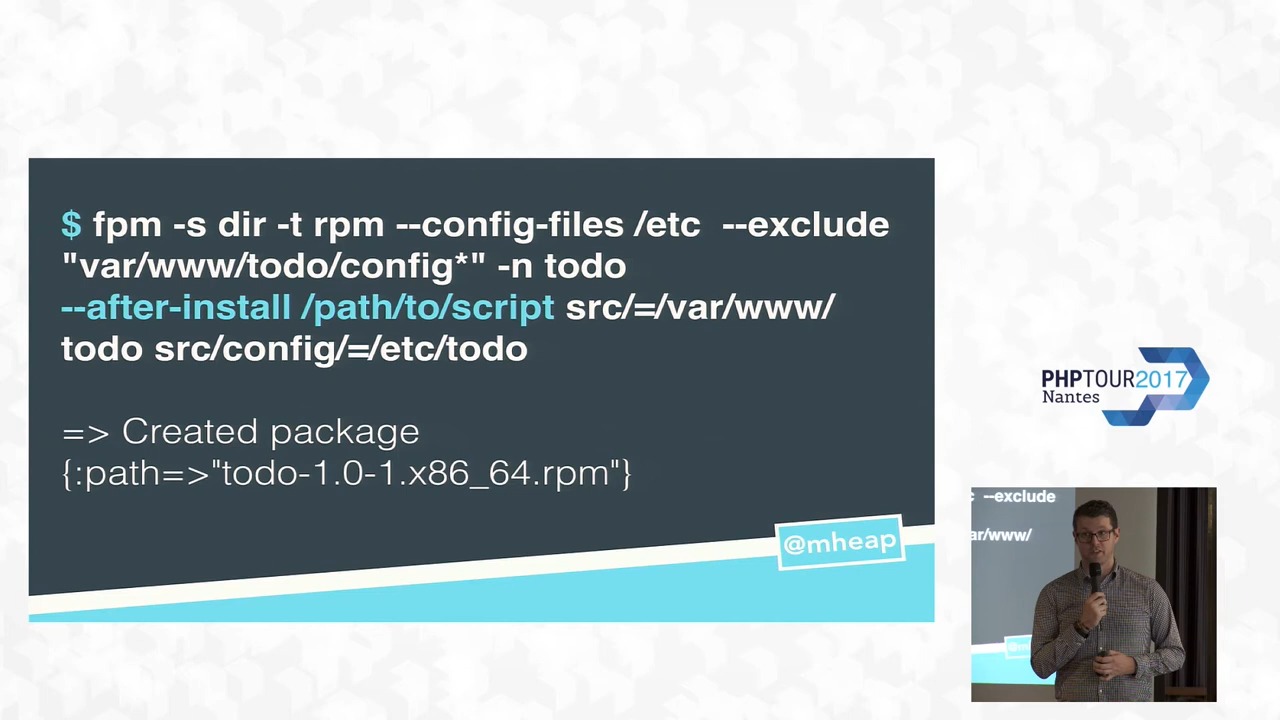 $ fpm -s dir -t rpm --config-files /etc  --exclude
"var/www/todo/config*" -n todo
--after-install /path/to/script src/=/var/www/
todo src/config/=/etc/todo
=> Created package
{:path=>"todo-1.0-1.x86_64.rpm"}
@mheap
PHPTOUR2017
Nantes
--exclude
ar/www/